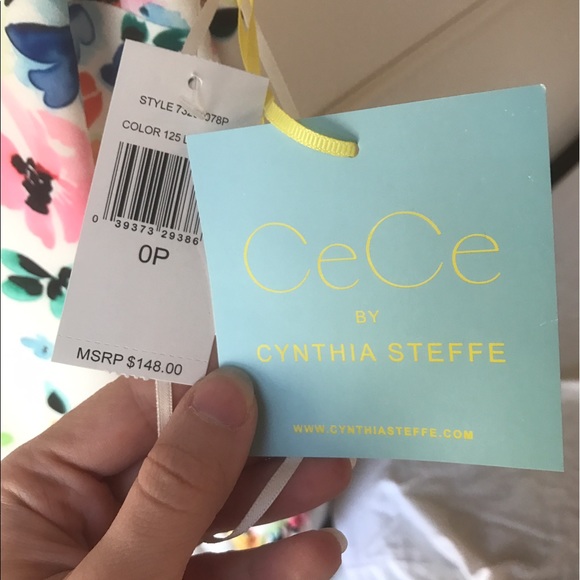 STYLE
COLOR 125
0 39373 29386
0P
MSRP $148.00
CeCe
BY
CYNTHIA STEFFE
WWW.CYNTHIASTEFFE.COM